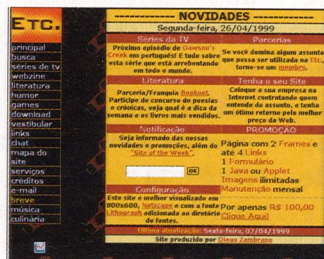 Etc.
principal
busca
séries de tv
webzine
literatura
humor
games
download
vestibular
links
chat
mapa do
site
serviços
créditos
e-mail
breve
música
culinária
---------- NOVIDADES ----------
Segunda-feira, 26/04/1999
Séries da TV
Próximo episódio de Dawson's
Creek em português! E tudo sobre
esta série que está arrebentando
em todo o mundo.
Parcerias
Se você domina algum assunto
que possa ser utilizado na Etc.,
torne-se um membro.
Literatura
Parceria/Franquia Booknet.
Participe de concurso de poesias
e crônicas, veja qual é a dica da
semana e os livros mais vendidos.
Tenha o seu Site
Coloque a sua empresa na
Internet contratando quem
entende do assunto, e tenha
um ótimo retorno pelo melhor
preço da Web.
Notificação
Seja informado das nossas
novidades e promoções, além do
"Site of the Week".
OK
PROMOÇÃO
Página com 2 Frames e
até 4 Links
1 Formulário
1 Java ou Applet
Imagens ilimitadas
Manutenção mensal
Por apenas R$ 100,00
Clique Aqui!
Configuração
Este site é melhor visualizado em
800x600, Netscape e com a fonte
Lithograph adicionada ao diretório
de fontes.
Última atualização: Sexta-feira, 02/04/1999
Site produzido por Diego Zambrano